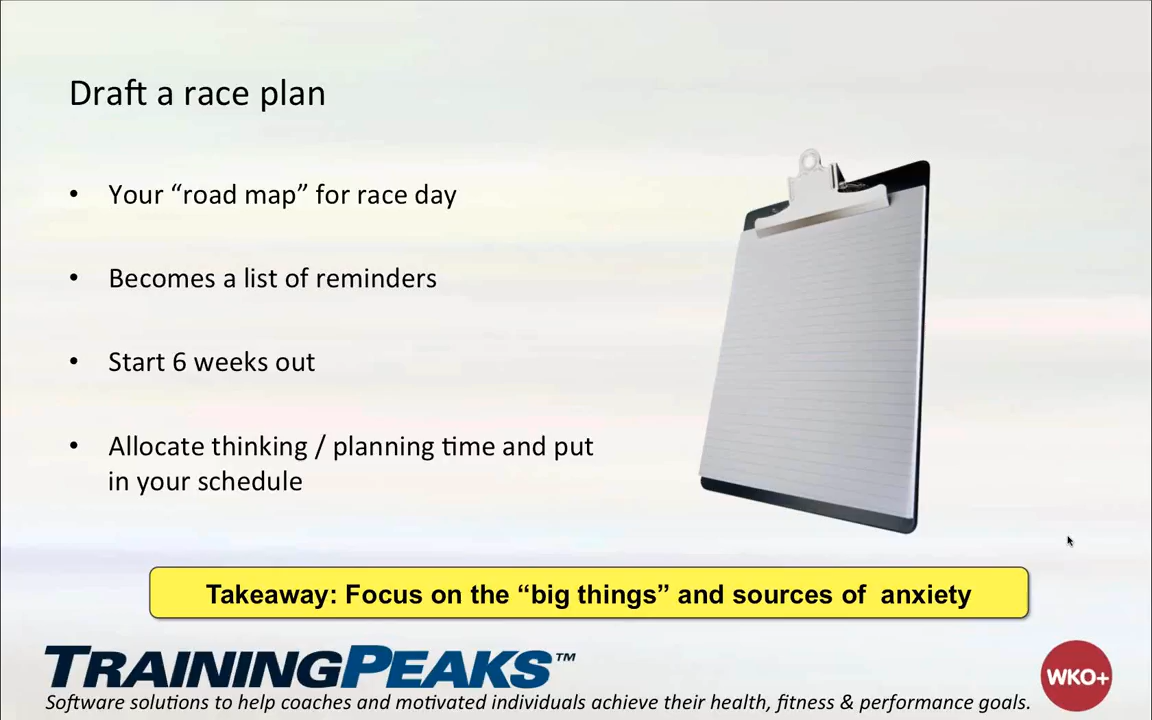 Draft a race plan
• Your “road map” for race day
• Becomes a list of reminders
• Start 6 weeks out
• Allocate thinking / planning time and put
in your schedule
Takeaway: Focus on the “big things” and sources of  anxiety
TRAININGPEAKS™
WKO+
Software solutions to help coaches and motivated individuals achieve their health, fitness & performance goals.